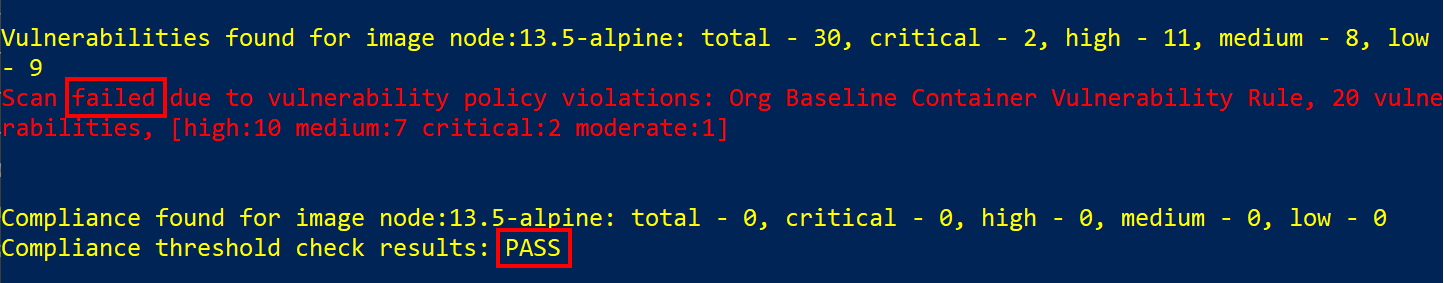 Vulnerabilities found for image node:13.5-alpine: total - 30, critical - 2, high - 11, medium - 8, low
- 9
Scan failed due to vulnerability policy violations: Org Baseline Container Vulnerability Rule, 20 vulne
rabilities, [high:10 medium:7 critical:2 moderate:1]
Compliance found for image node:13.5-alpine: total - 0, critical - 0, high - 0, medium - 0, low - 0
Compliance threshold check results: PASS